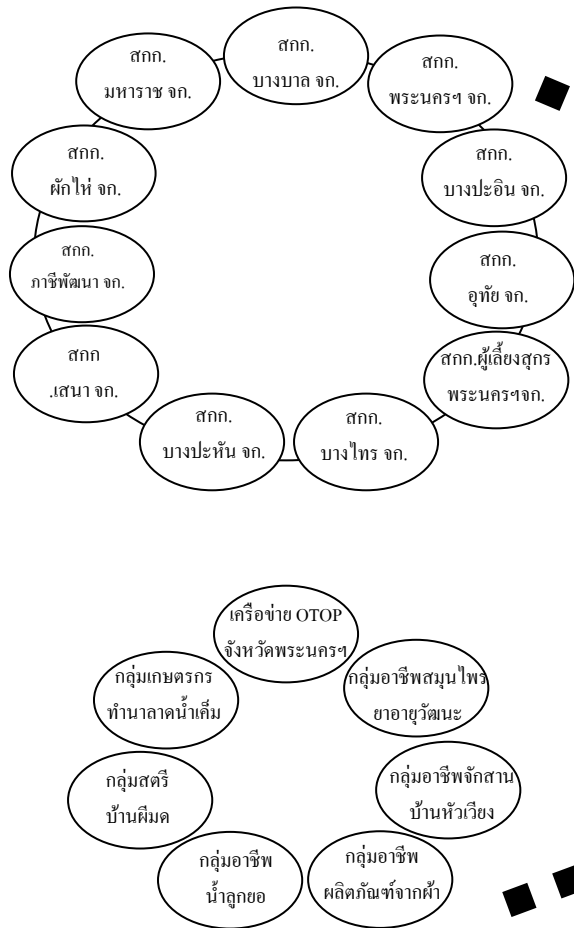 สกก.
บางบาล จก.
สกก.
พระนครฯ จก.
สกก.
บางปะอิน จก.
สกก.
อุทัย จก.
สกก.ผู้เลี้ยงสุกร
พระนครฯจก.
สกก.
บางไทร จก.
สกก.
บางปะหัน จก.
สกก
.เสนา จก.
สกก.
ภาชีพัฒนา จก.
สกก.
ผักไห่ จก.
สกก.
มหาราช จก.
เครือข่าย OTOP
จังหวัดพระนครฯ
กลุ่มอาชีพสมุนไพร
ยาอายุวัฒนะ
กลุ่มอาชีพจักสาน
บ้านหัวเวียง
กลุ่มอาชีพ
ผลิตภัณฑ์จากผ้า
กลุ่มอาชีพ
น้ำลูกยอ
กลุ่มสตรี
บ้านผีมด
กลุ่มเกษตรกร
ทำนาลาดน้ำเค็ม